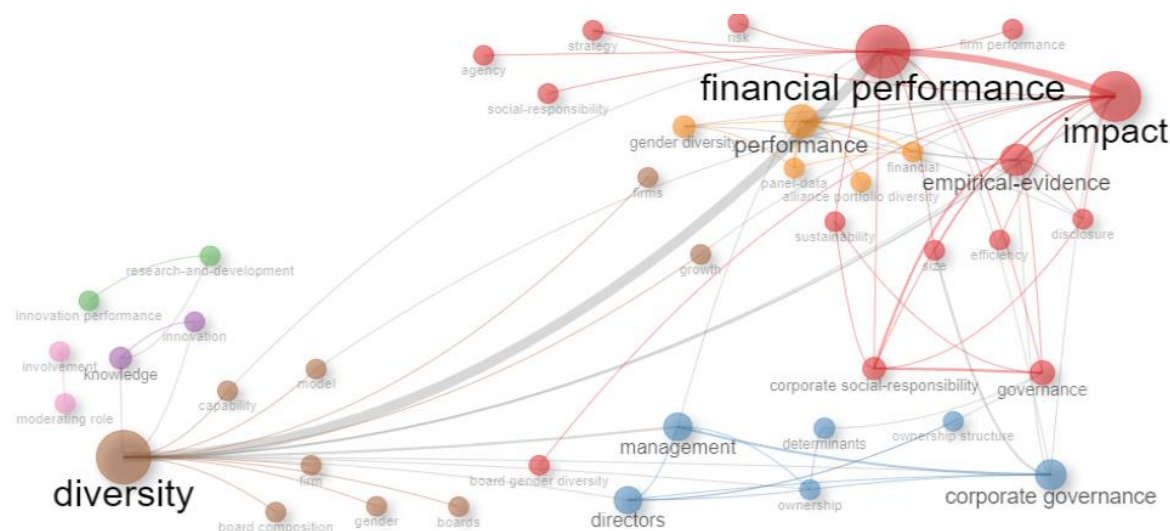 risk
strategy
firm performance
agency
financial performance
social-responsibility
impact
gender diversity
performance
financial
panel-data
empirical-evidence
firms
alliance portfolio diversity
sustainability
disclosure
efficiency
growth
size
research-and-development
innovation performance
innovation
involvement
knowledge
model
corporate social-responsibility
governance
capability
moderating role
management
determinants
ownership structure
diversity
firm
board gender diversity
corporate governance
ownership
directors
board composition
gender
boards